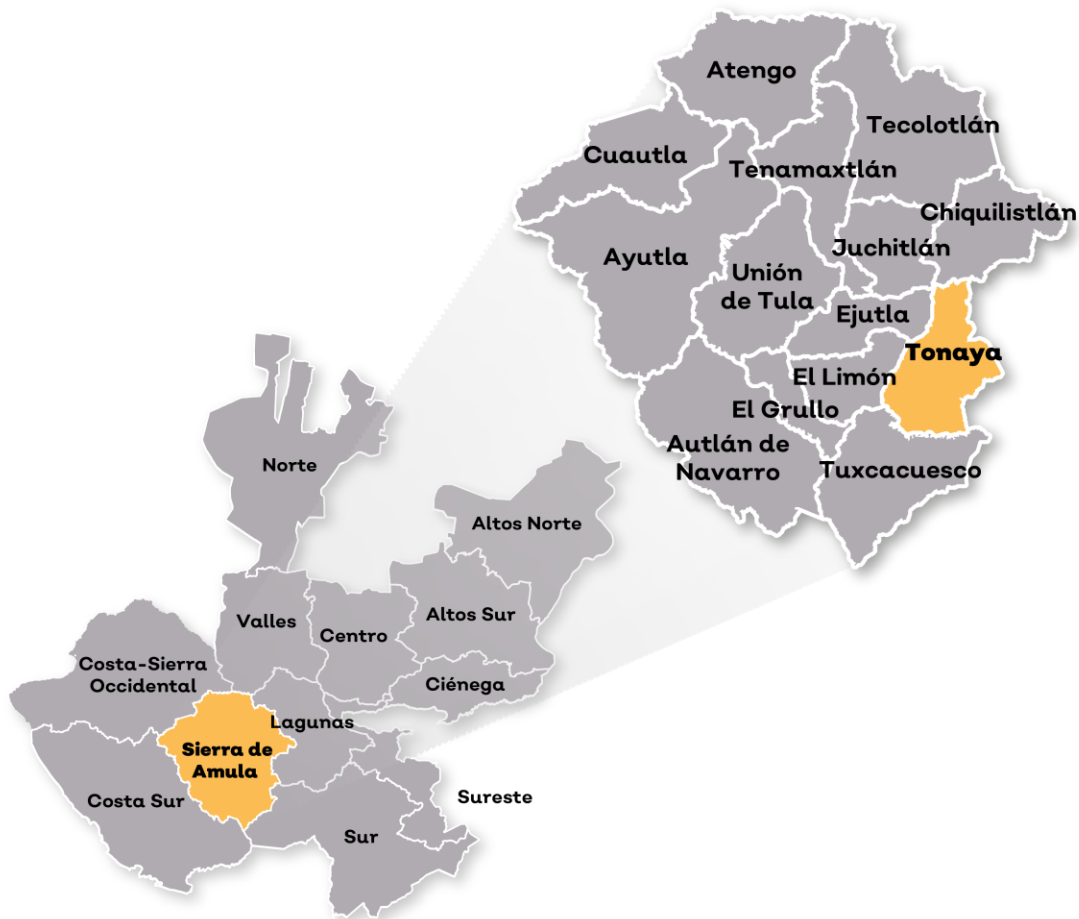 Atengo
Tecolotlán
Cuautla
Tenamaxtlán
Chiquilistlán
Juchitlán
Ayutla
Unión
de Tula
Ejutla
Tonaya
El Limón
El Grullo
Autlán de
Navarro
Tuxcacuesco
Norte
Altos Norte
Valles
Centro
Altos Sur
Costa-Sierra
Occidental
Ciénega
Lagunas
Sierra de
Amula
Costa Sur
Sureste
Sur